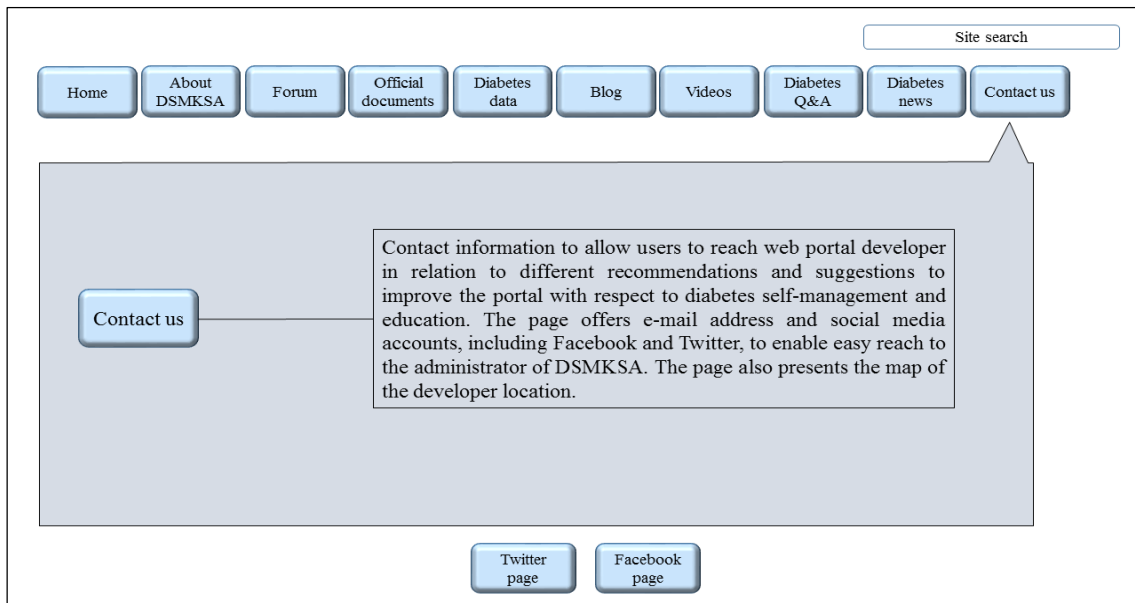 Site search
Home
About
DSMKSA
Forum
Official
documents
Diabetes
data
Blog
Videos
Diabetes
Q&A
Diabetes
news
Contact us
Contact us
Contact information to allow users to reach web portal developer
in relation to different recommendations and suggestions to
improve the portal with respect to diabetes self-management and
education. The page offers e-mail address and social media
accounts, including Facebook and Twitter, to enable easy reach to
the administrator of DSMKSA. The page also presents the map of
the developer location.
Twitter
page
Facebook
page